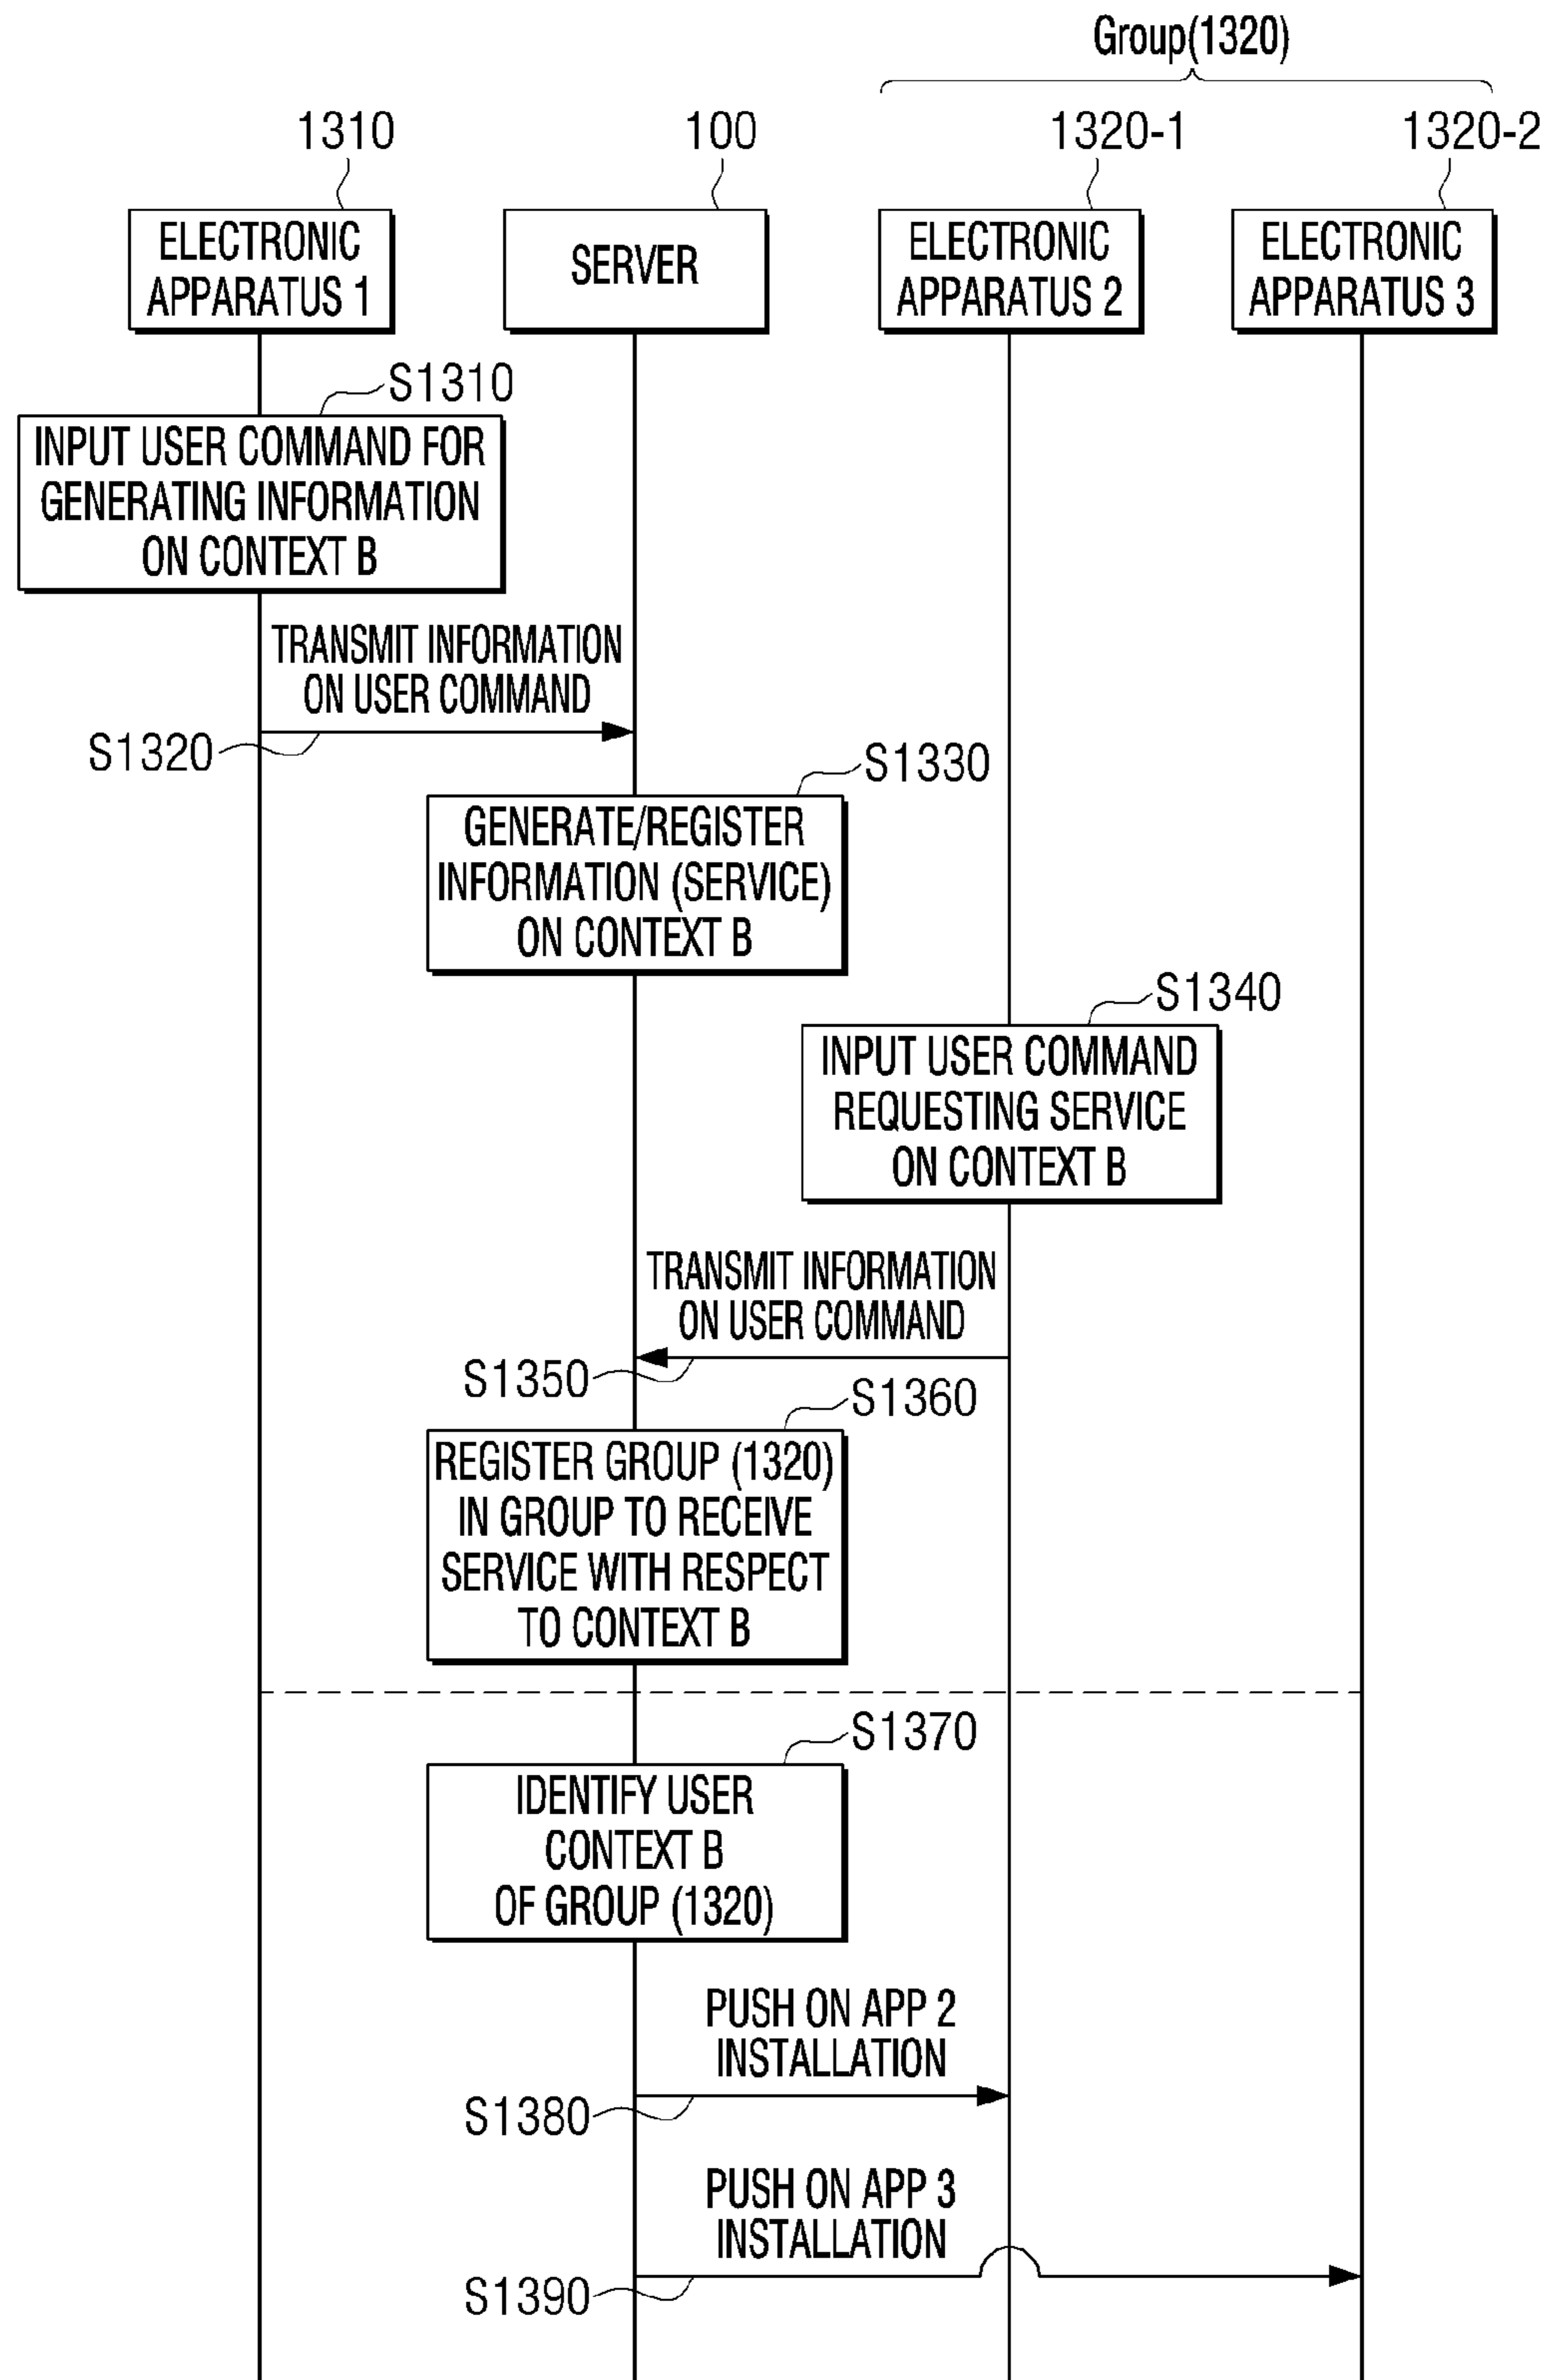 Group(1320)
1310
100
1320-1
1320-2
ELECTRONIC
APPARATUS 1
SERVER
ELECTRONIC
APPARATUS 2
ELECTRONIC
APPARATUS 3
S1310
INPUT USER COMMAND FOR
GENERATING INFORMATION
ON CONTEXT B
TRANSMIT INFORMATION
ON USER COMMAND
S1320
S1330
GENERATE/REGISTER
INFORMATION (SERVICE)
ON CONTEXT B
S1340
INPUT USER COMMAND
REQUESTING SERVICE
ON CONTEXT B
TRANSMIT INFORMATION
ON USER COMMAND
S1350
S1360
REGISTER GROUP (1320)
IN GROUP TO RECEIVE
SERVICE WITH RESPECT
TO CONTEXT B
S1370
IDENTIFY USER
CONTEXT B
OF GROUP (1320)
PUSH ON APP 2
INSTALLATION
S1380
PUSH ON APP 3
INSTALLATION
S1390